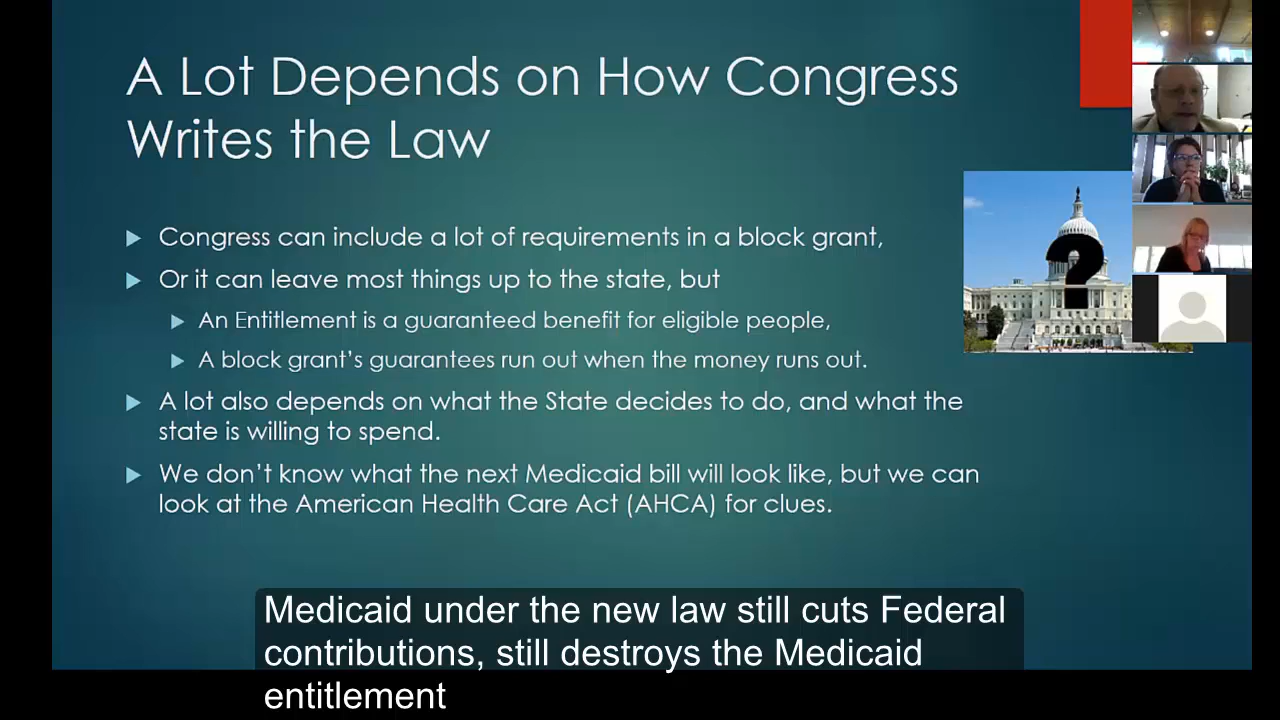 A Lot Depends on How Congress
Writes the Law
Congress can include a lot of requirements in a block grant,
Or it can leave most things up to the state, but
An Entitlement is a guaranteed benefit for eligible people,
A block grant’s guarantees run out when the money runs out.
A lot also depends on what the State decides to do, and what the
state is willing to spend.
We don’t know what the next Medicaid bill will look like, but we can
look at the American Health Care Act (AHCA) for clues.
?
Medicaid under the new law still cuts Federal
contributions, still destroys the Medicaid
entitlement